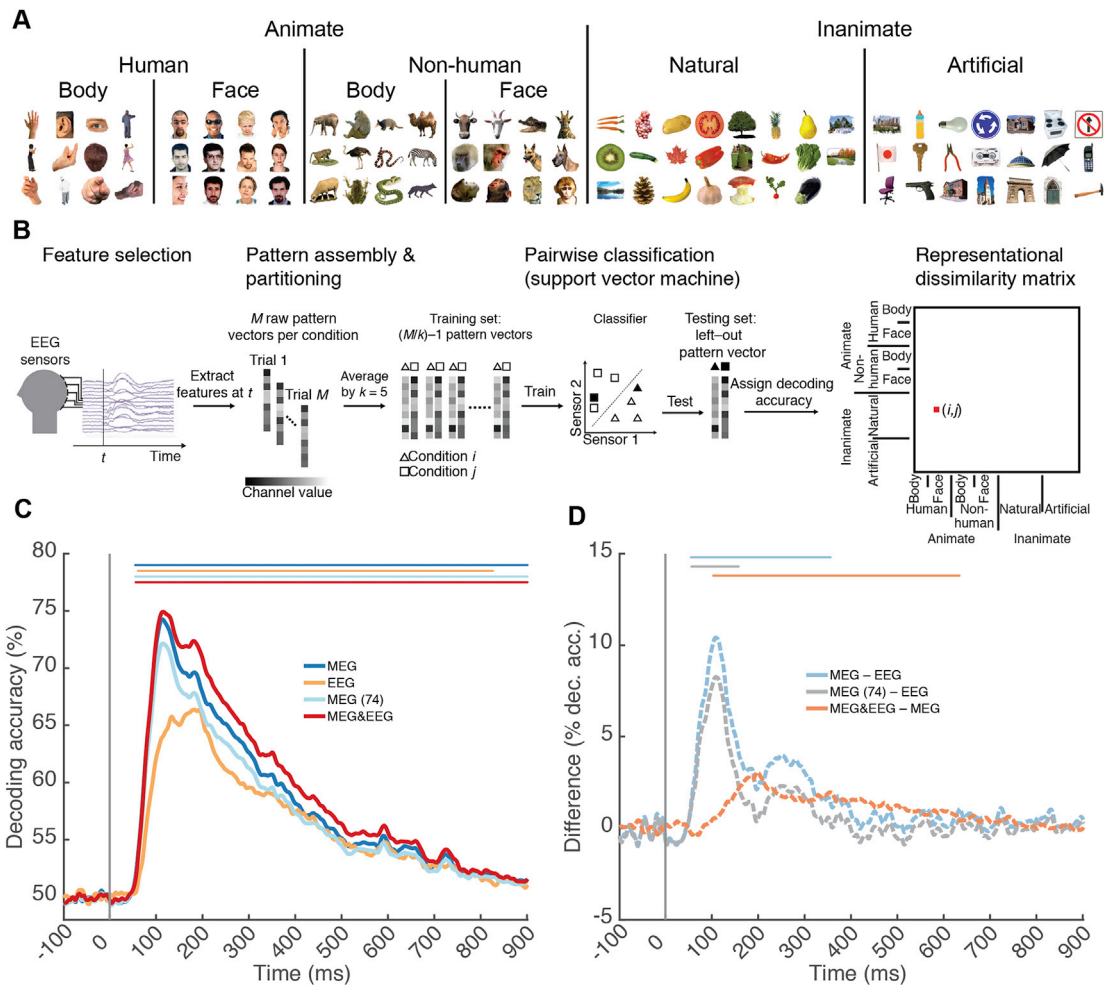 A
Animate
Inanimate
Human
Non-human
Natural
Artificial
Body
Face
Body
Face
B
Feature selection
Pattern assembly &
partitioning
Pairwise classification
(support vector machine)
Representational
dissimilarity matrix
EEG
sensors
t
Time
Extract
features at t
M raw pattern
vectors per condition
Trial 1
Trial M
Channel value
Average
by k = 5
Training set:
(M/k)–1 pattern vectors
△Condition i
□Condition j
Train
Classifier
Sensor 2
Sensor 1
Test
Testing set:
left–out
pattern vector
Assign decoding
accuracy
Inanimate
Animate
Artificial
Natural
Non-
human
Human
Body
Face
Body
Face
(i,j)
Body
Face
Body
Face
Human
Non-
human
Natural
Artificial
Animate
Inanimate
C
Decoding accuracy (%)
80
75
70
65
60
55
50
MEG
EEG
MEG (74)
MEG&EEG
-100
0
100
200
300
400
500
600
700
800
900
Time (ms)
D
Difference (% dec. acc.)
15
10
5
0
-5
MEG – EEG
MEG (74) – EEG
MEG&EEG – MEG
-100
0
100
200
300
400
500
600
700
800
900
Time (ms)